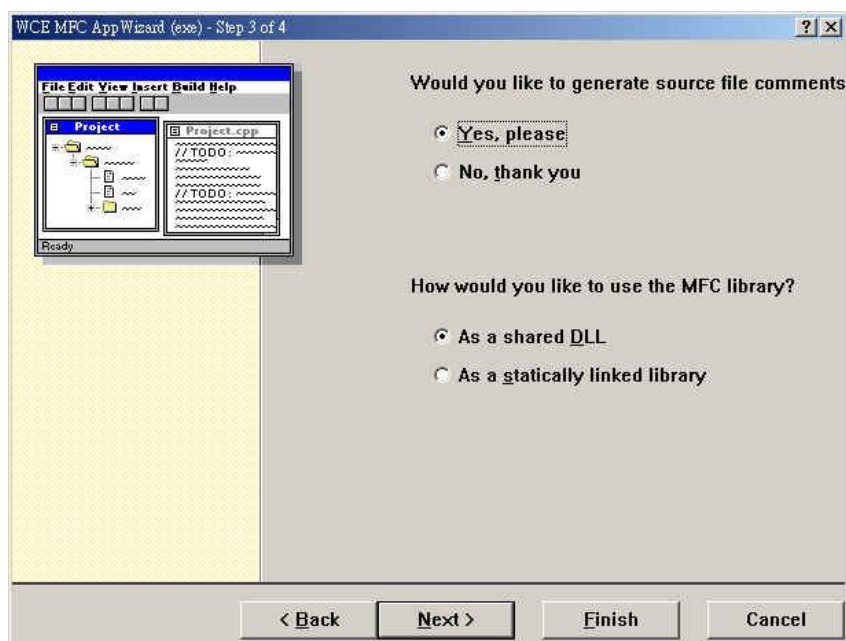 WCE MFC AppWizard (exe) - Step 3 of 4
File Edit View Insert Build Help
Project
Project.cpp
//TODO:
//TODO:
Ready
Would you like to generate source file comments
Yes, please
No, thank you
How would you like to use the MFC library?
As a shared DLL
As a statically linked library
< Back
Next >
Finish
Cancel